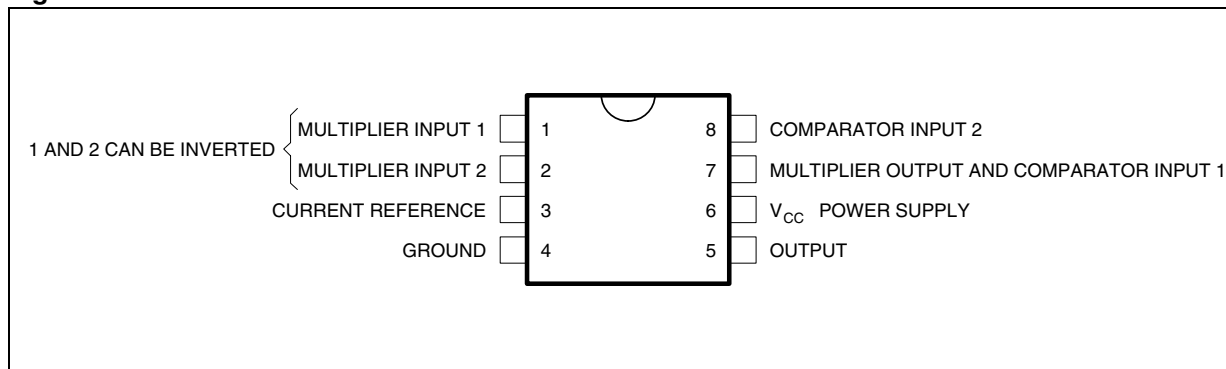 1 AND 2 CAN BE INVERTED
MULTIPLIER INPUT 1
MULTIPLIER INPUT 2
CURRENT REFERENCE
GROUND
1
2
3
4
8
7
6
5
COMPARATOR INPUT 2
MULTIPLIER OUTPUT AND COMPARATOR INPUT 1
VCC POWER SUPPLY
OUTPUT